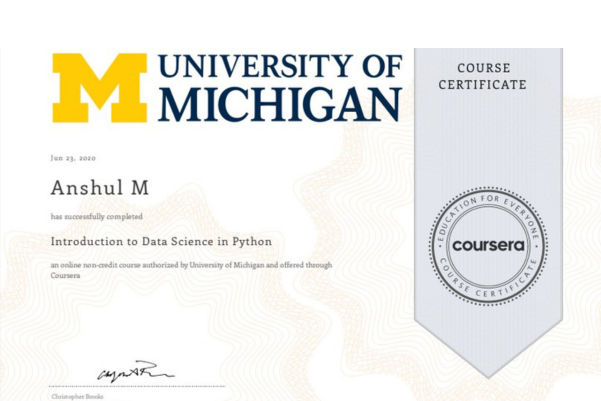 UNIVERSITY OF
MICHIGAN
COURSE
CERTIFICATE
Jun 23, 2020
Anshul M
has successfully completed
Introduction to Data Science in Python
an online non-credit course authorized by University of Michigan and offered through
Coursera
EDUCATION FOR EVERYONE
coursera
COURSE CERTIFICATE
Christopher Brooks